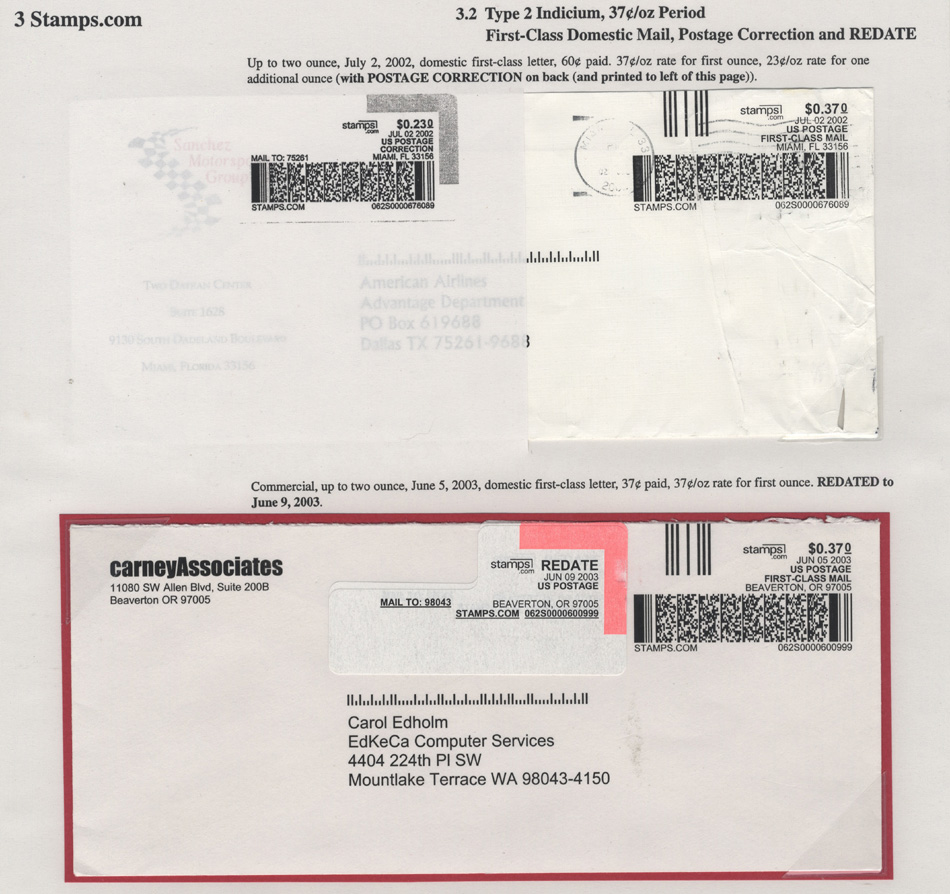 3 Stamps.com
3.2 Type 2 Indicium, 37¢/oz Period
First-Class Domestic Mail, Postage Correction and REDATE
Up to two ounce, July 2, 2002, domestic first-class letter, 60¢ paid. 37¢/oz rate for first ounce, 23¢/oz rate for one
additional ounce (with POSTAGE CORRECTION on back (and printed to left of this page)).
Sanchez
Motorsport
Group
stamps.com
$0.230
JUL 02 2002
US POSTAGE
CORRECTION
MAIL TO: 75261 MIAMI, FL 33156
STAMPS.COM 062S0000676089
stamps.com
$0.370
JUL 02 2002
US POSTAGE
FIRST-CLASS MAIL
MIAMI, FL 33156
STAMPS.COM 062S0000676089
Two Datran Center
Suite 1628
9130 South Dadeland Boulevard
Miami, Florida 33156
American Airlines
Advantage Department
PO Box 619688
Dallas TX 75261-9688
Commercial, up to two ounce, June 5, 2003, domestic first-class letter, 37¢ paid, 37¢/oz rate for first ounce. REDATED to
June 9, 2003.
carneyAssociates
11080 SW Allen Blvd, Suite 200B
Beaverton OR 97005
stamps.com REDATE
JUN 09 2003
US POSTAGE
MAIL TO: 98043 BEAVERTON, OR 97005
STAMPS.COM 062S0000600999
stamps.com
$0.370
JUN 05 2003
US POSTAGE
FIRST-CLASS MAIL
BEAVERTON, OR 97005
STAMPS.COM 062S0000600999
Carol Edholm
EdKeCa Computer Services
4404 224th Pl SW
Mountlake Terrace WA 98043-4150